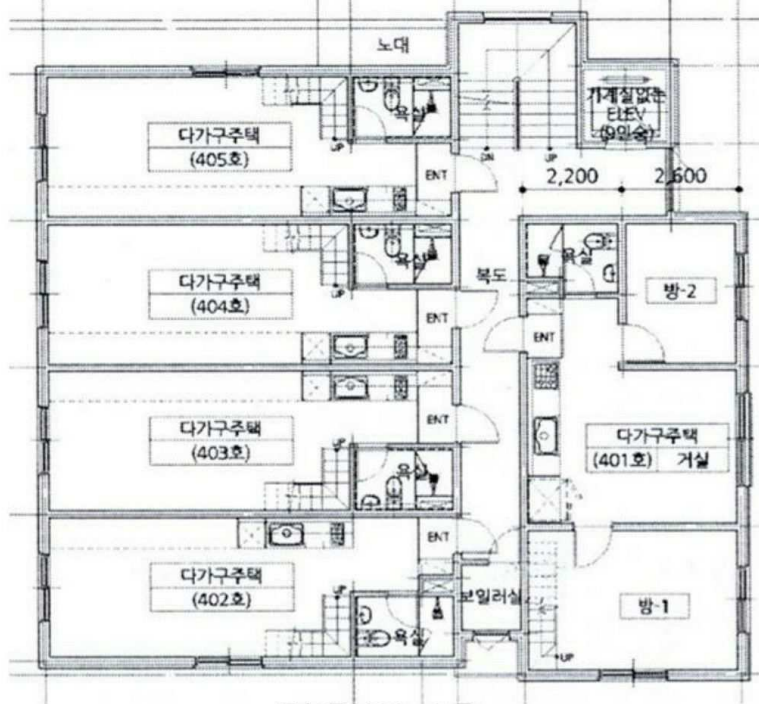 노대
욕실
기계실없는
ELEV
(9인승)
다가구주택
(405호)
UP
DN
UP
ENT
2,200
2,600
욕실
욕실
복도
방-2
다가구주택
(404호)
UP
ENT
ENT
다가구주택
(403호)
UP
ENT
욕실
다가구주택
(401호) 거실
ENT
다가구주택
(402호)
UP
욕실
보일러실
방-1
UP